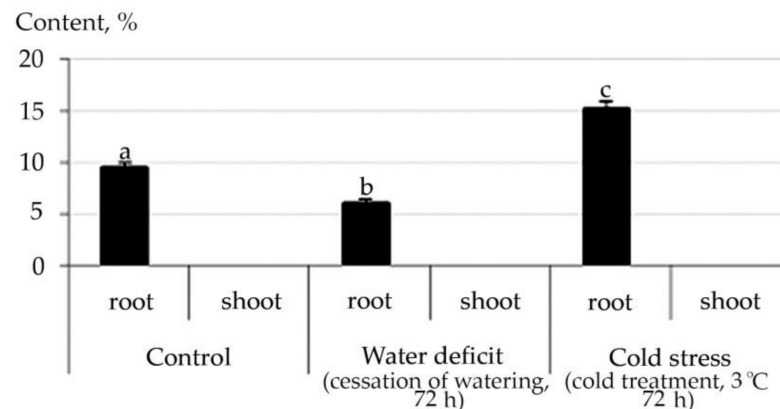 Content, %
20
15
10
5
0
a
b
c
root shoot root shoot root shoot
Control Water deficit Cold stress
(cessation of watering, (cold treatment, 3 °C
72 h) 72 h)